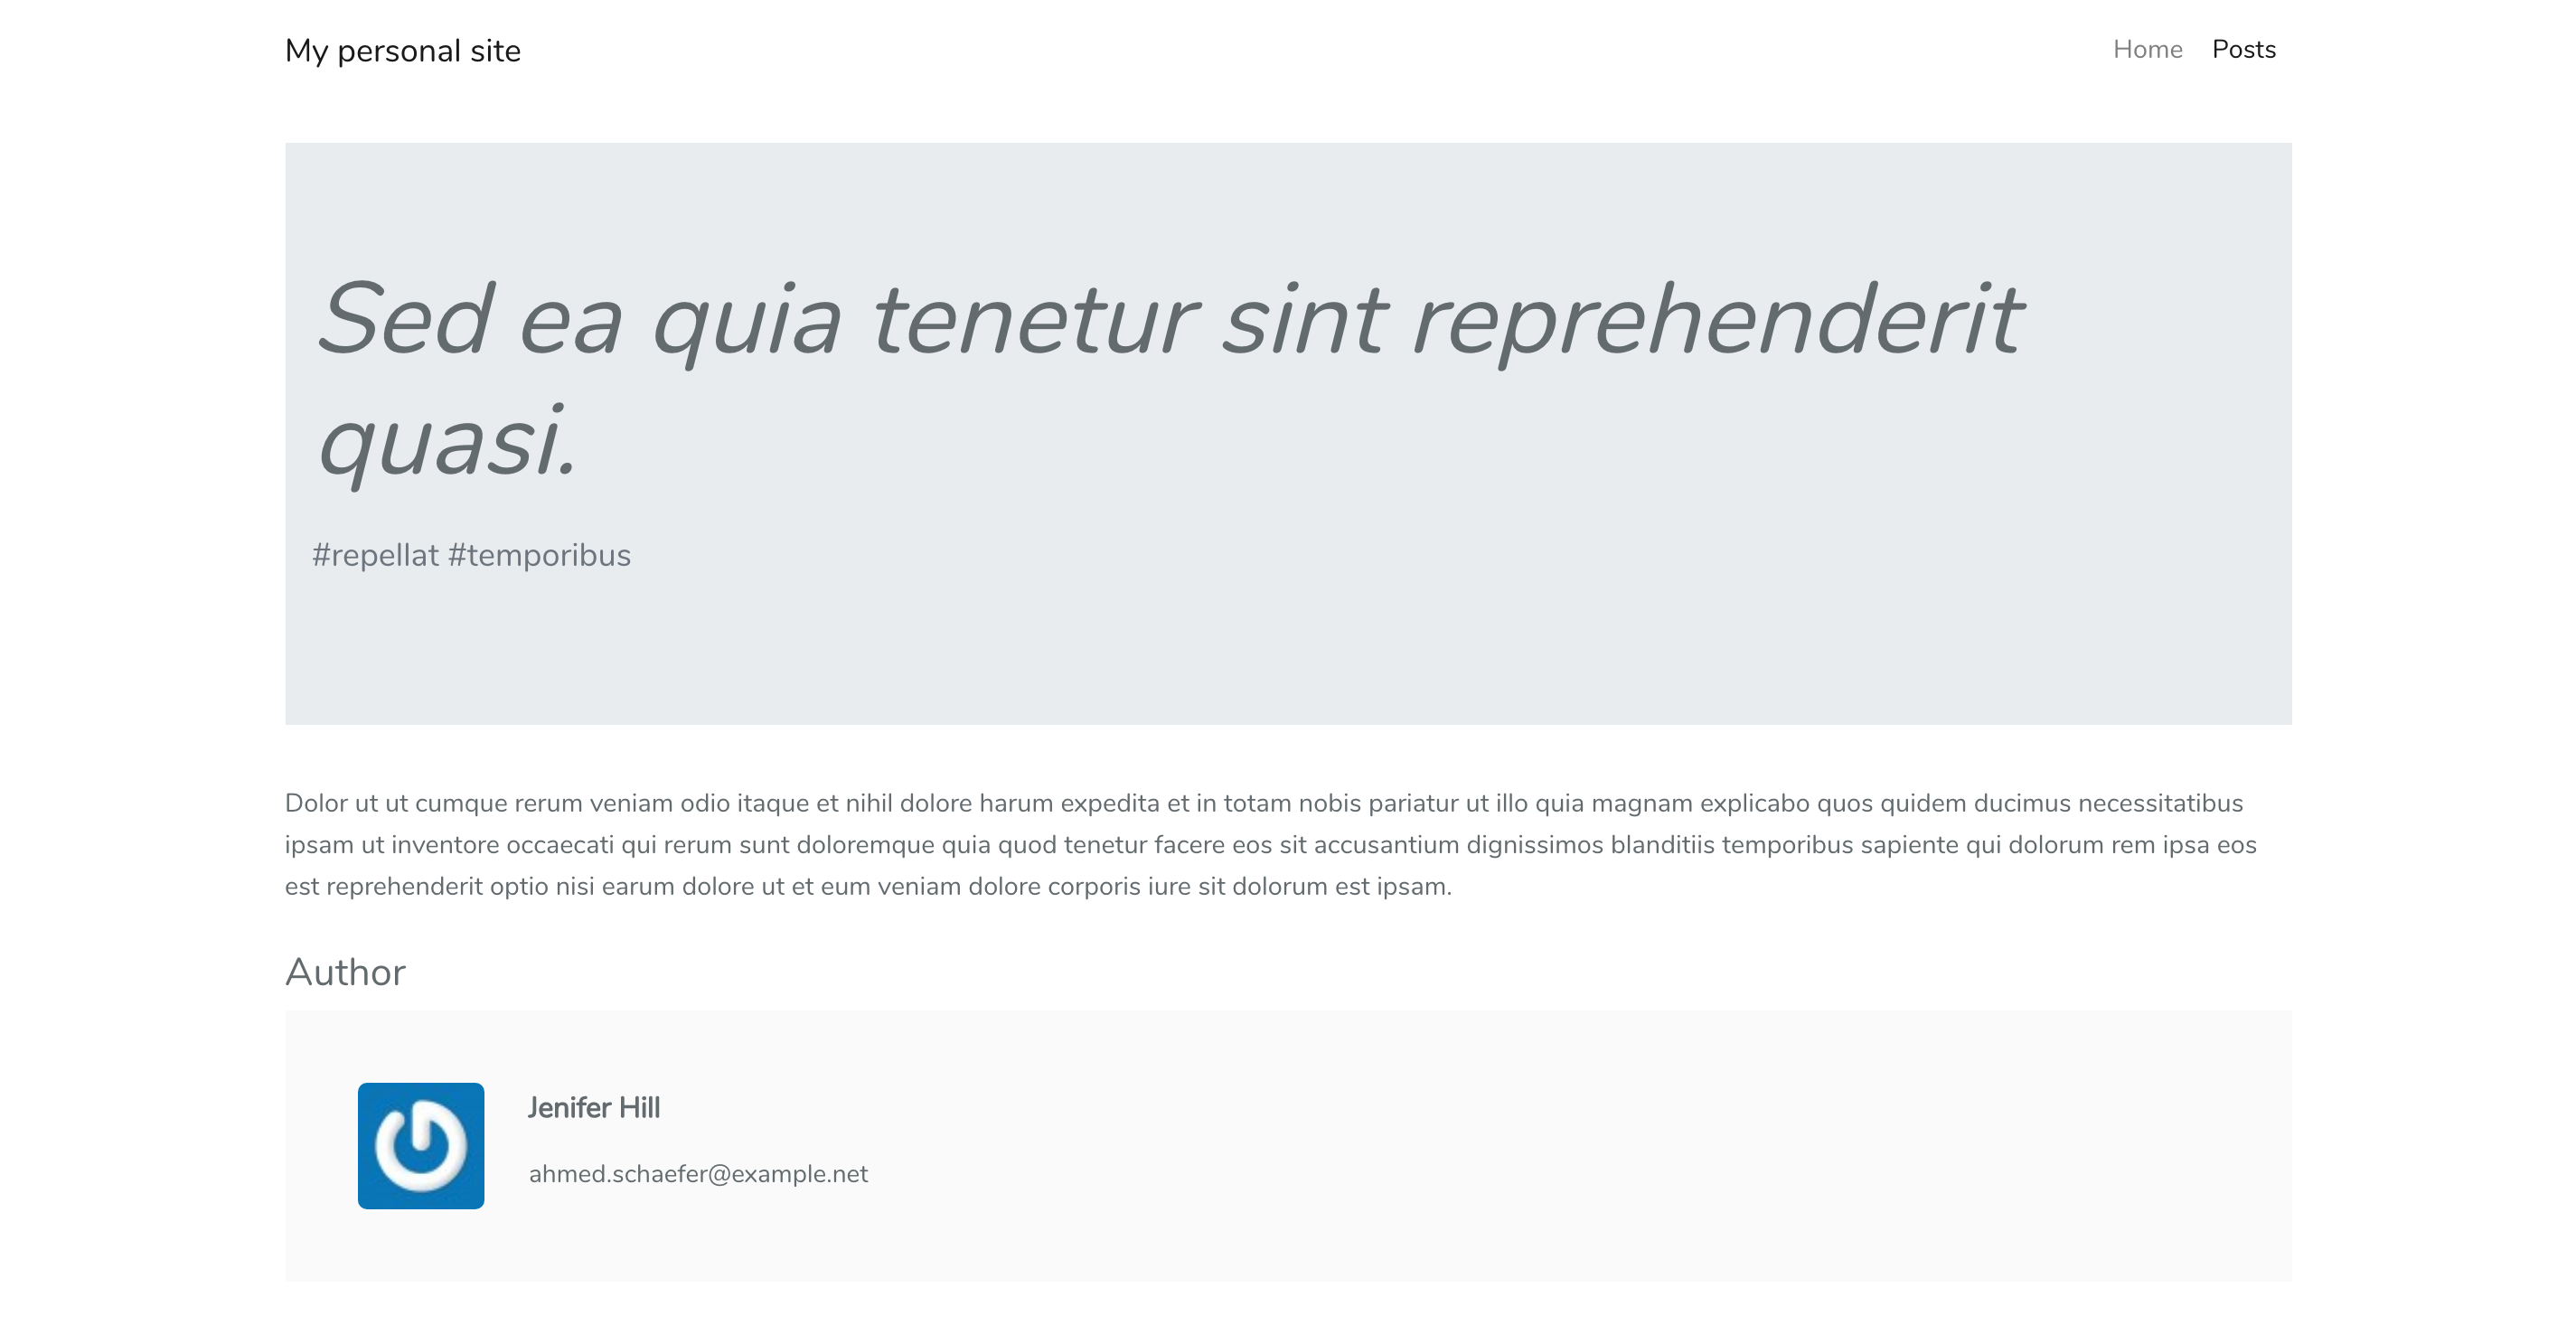 My personal site
Home Posts
Sed ea quia tenetur sint reprehenderit
quasi.
#repellat #temporibus
Dolor ut ut cumque rerum veniam odio itaque et nihil dolore harum expedita et in totam nobis pariatur ut illo quia magnam explicabo quos quidem ducimus necessitatibus
ipsam ut inventore occaecati qui rerum sunt doloremque quia quod tenetur facere eos sit accusantium dignissimos blanditiis temporibus sapiente qui dolorum rem ipsa eos
est reprehenderit optio nisi earum dolore ut et eum veniam dolore corporis iure sit dolorum est ipsam.
Author
Jenifer Hill
ahmed.schaefer@example.net